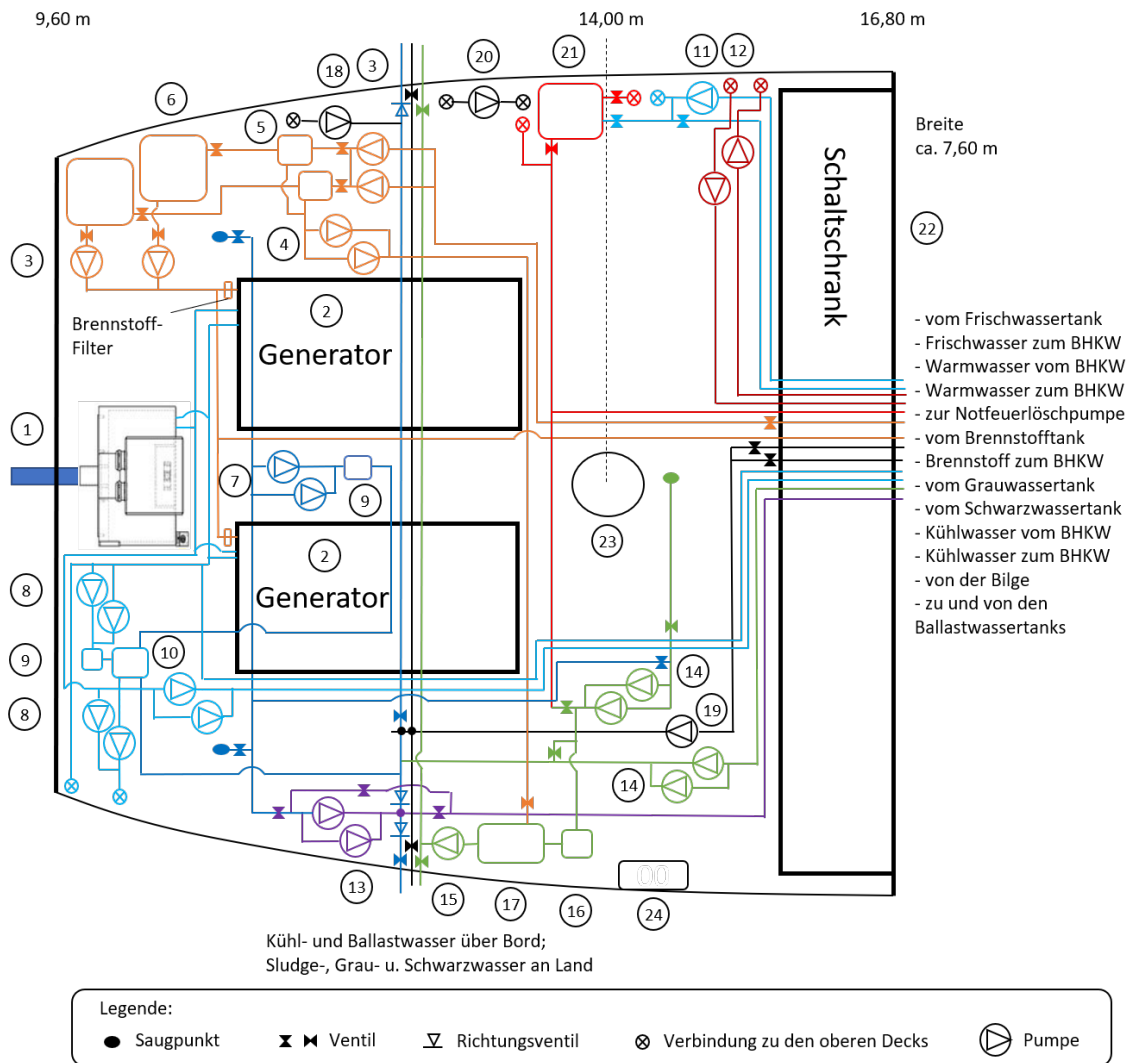 9,60 m
14,00 m
16,80 m
3
20
21
11
12
18
6
5
Breite
ca. 7,60 m
Schaltschrank
4
22
3
2
Brennstoff-
Filter
Generator
- vom Frischwassertank
- Frischwasser zum BHKW
- Warmwasser vom BHKW
- Warmwasser zum BHKW
- zur Notfeuerlöschpumpe
- vom Brennstofftank
- Brennstoff zum BHKW
- vom Grauwassertank
- vom Schwarzwassertank
- Kühlwasser vom BHKW
- Kühlwasser zum BHKW
- von der Bilge
- zu und von den
Ballastwassertanks
1
7
9
23
2
Generator
8
9
10
14
8
19
14
13
15
17
16
24
Kühl- und Ballastwasser über Bord;
Sludge-, Grau- u. Schwarzwasser an Land
Legende:
Saugpunkt
Ventil
Richtungsventil
Verbindung zu den oberen Decks
Pumpe